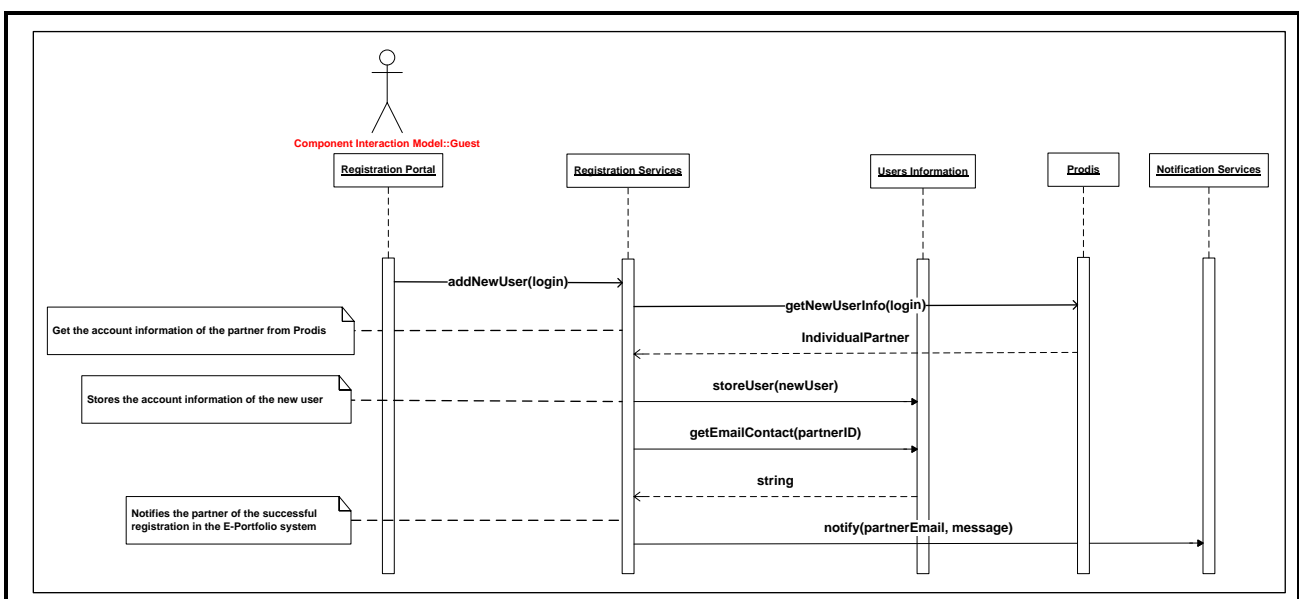 Component Interaction Model::Guest
Registration Portal
Registration Services
Users Information
Prodis
Notification Services
addNewUser(login)
getNewUserInfo(login)
Get the account information of the partner from Prodis
IndividualPartner
storeUser(newUser)
Stores the account information of the new user
getEmailContact(partnerID)
string
Notifies the partner of the successful
registration in the E-Portfolio system
notify(partnerEmail, message)